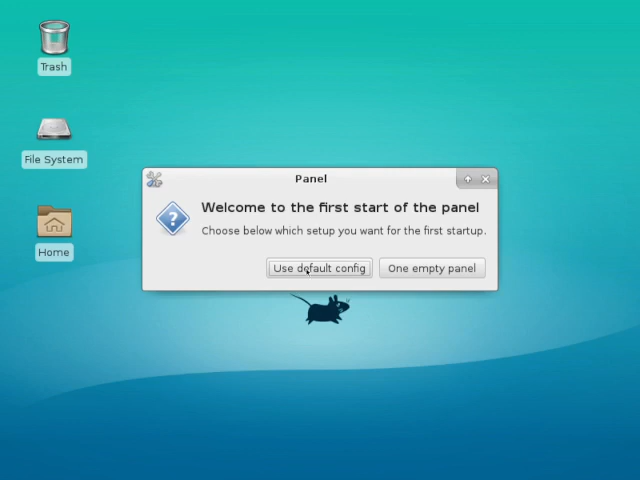 Trash
File System
Home
Panel
Welcome to the first start of the panel
Choose below which setup you want for the first startup.
Use default config
One empty panel